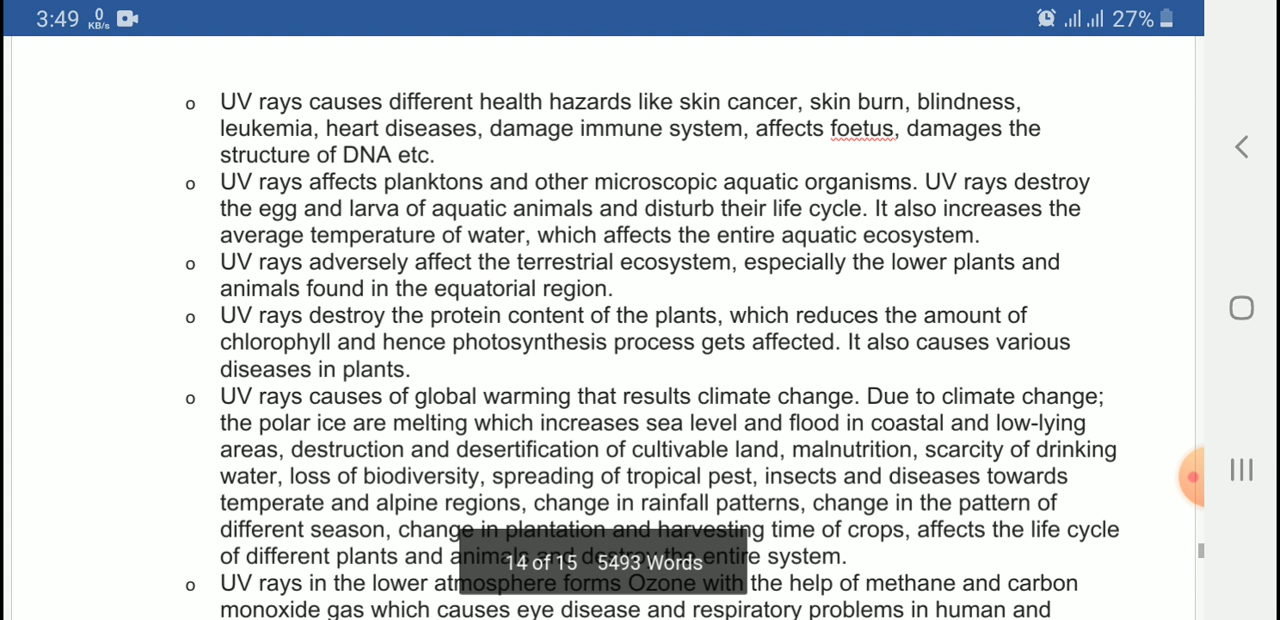 3:49 0 KB/s 27%
o UV rays causes different health hazards like skin cancer, skin burn, blindness,
leukemia, heart diseases, damage immune system, affects foetus, damages the
structure of DNA etc.
o UV rays affects planktons and other microscopic aquatic organisms. UV rays destroy
the egg and larva of aquatic animals and disturb their life cycle. It also increases the
average temperature of water, which affects the entire aquatic ecosystem.
o UV rays adversely affect the terrestrial ecosystem, especially the lower plants and
animals found in the equatorial region.
o UV rays destroy the protein content of the plants, which reduces the amount of
chlorophyll and hence photosynthesis process gets affected. It also causes various
diseases in plants.
o UV rays causes of global warming that results climate change. Due to climate change;
the polar ice are melting which increases sea level and flood in coastal and low-lying
areas, destruction and desertification of cultivable land, malnutrition, scarcity of drinking
water, loss of biodiversity, spreading of tropical pest, insects and diseases towards
temperate and alpine regions, change in rainfall patterns, change in the pattern of
different season, change in plantation and harvesting time of crops, affects the life cycle
of different plants and animals and destroy the entire system.
14 of 15 5493 Words
o UV rays in the lower atmosphere forms Ozone with the help of methane and carbon
monoxide gas which causes eye disease and respiratory problems in human and